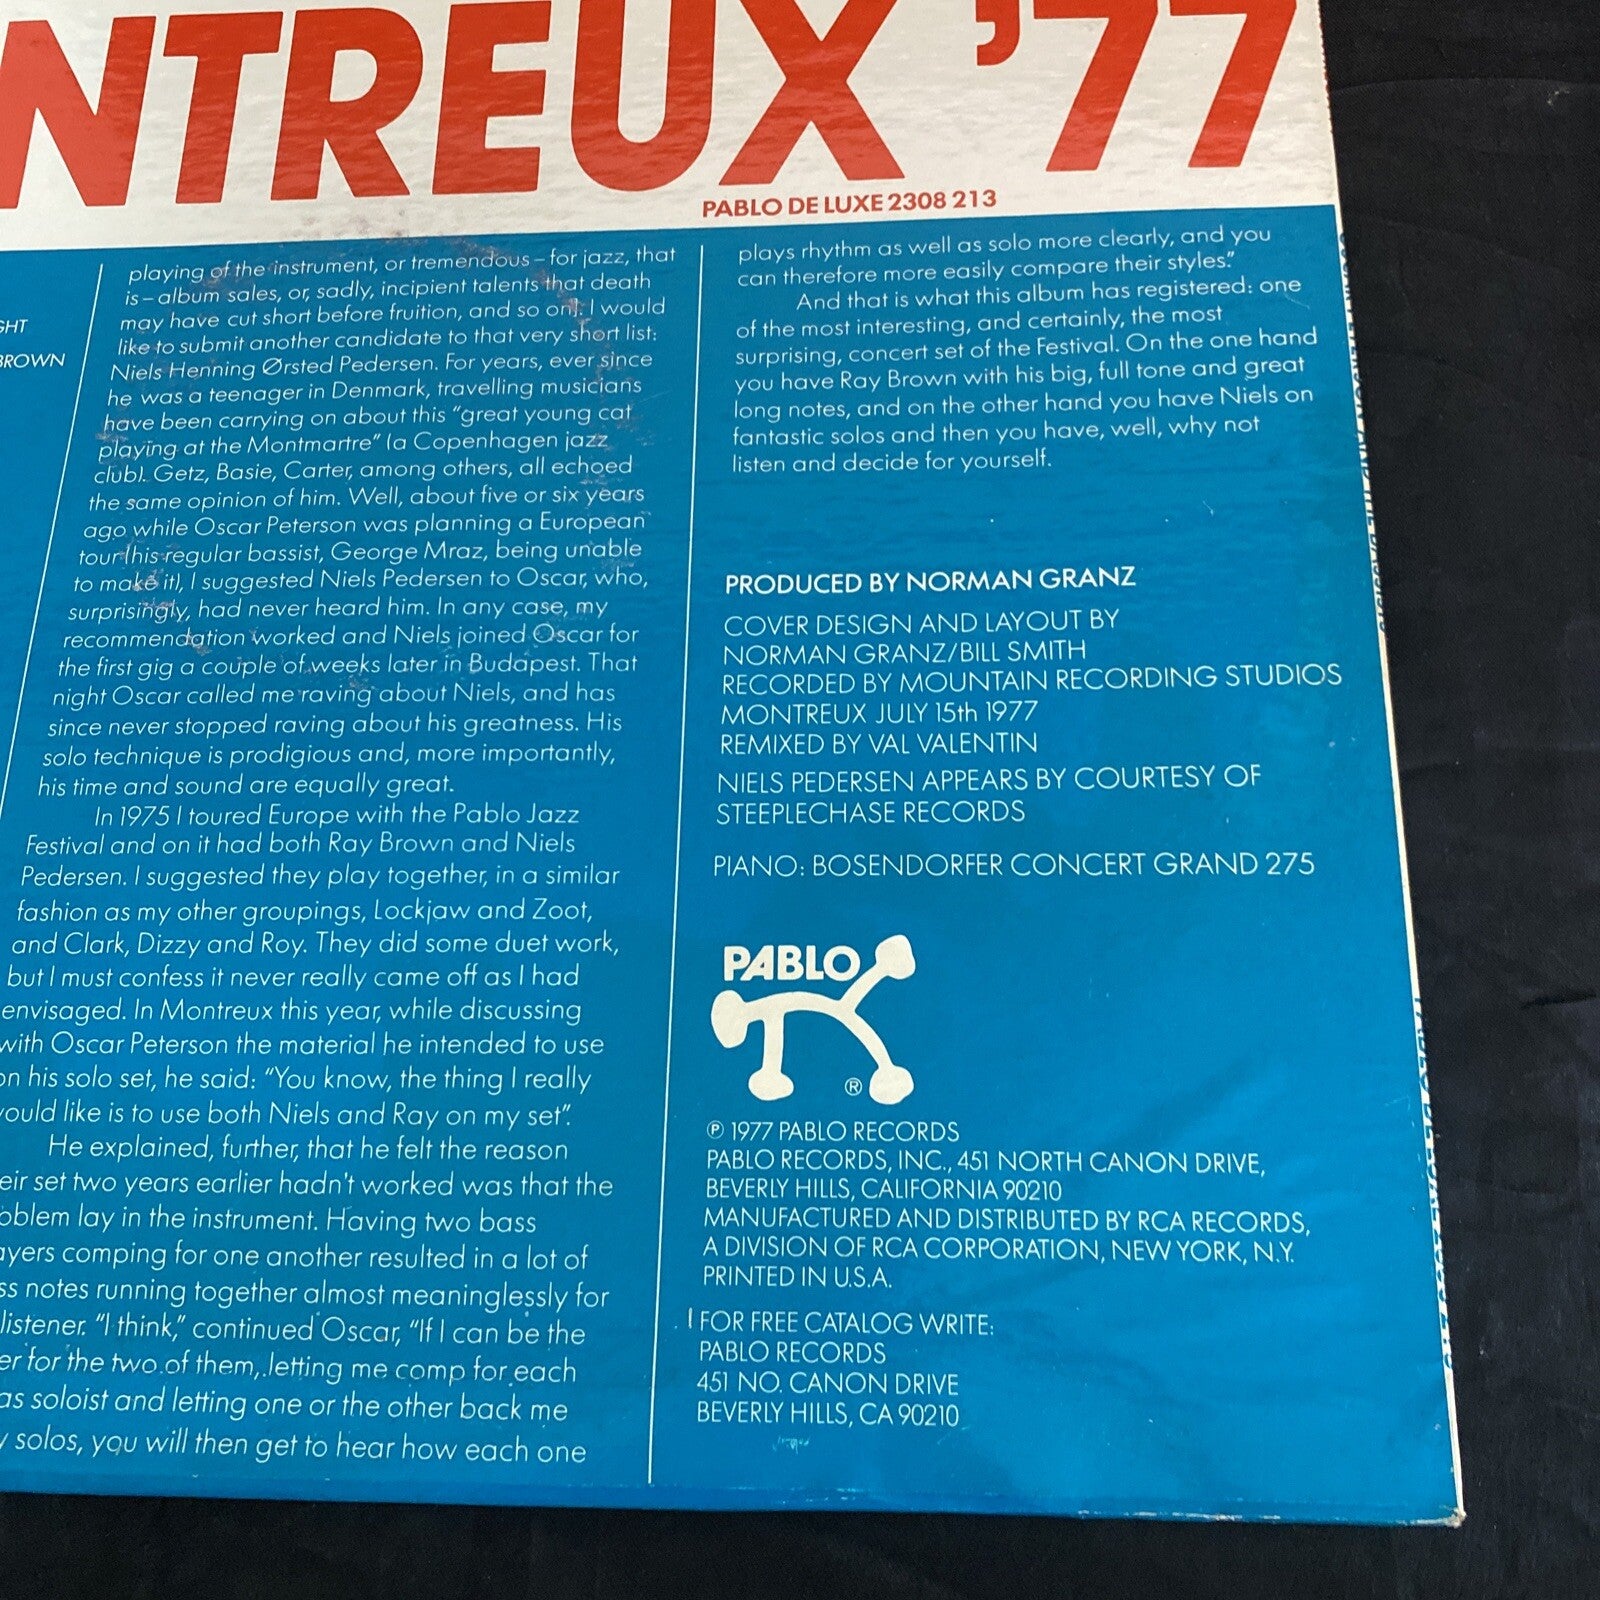 NTREUX '77
PABLO DE LUXE 2308 213
GHT
BROWN
playing of the instrument, or tremendous – for jazz, that
is – album sales, or, sadly, incipient talents that death
may have cut short before fruition, and so on). I would
like to submit another candidate to that very short list:
Niels Henning Ørsted Pedersen. For years, ever since
he was a teenager in Denmark, travelling musicians
have been carrying on about this "great young cat
playing at the Montmartre" (a Copenhagen jazz
club). Getz, Basie, Carter, among others, all echoed
the same opinion of him. Well, about five or six years
ago while Oscar Peterson was planning a European
tour (his regular bassist, George Mraz, being unable
to make it), I suggested Niels Pedersen to Oscar, who,
surprisingly, had never heard him. In any case, my
recommendation worked and Niels joined Oscar for
the first gig a couple of weeks later in Budapest. That
night Oscar called me raving about Niels, and has
since never stopped raving about his greatness. His
solo technique is prodigious and, more importantly,
his time and sound are equally great.
In 1975 I toured Europe with the Pablo Jazz
Festival and on it had both Ray Brown and Niels
Pedersen. I suggested they play together, in a similar
fashion as my other groupings, Lockjaw and Zoot,
and Clark, Dizzy and Roy. They did some duet work,
but I must confess it never really came off as I had
envisaged. In Montreux this year, while discussing
with Oscar Peterson the material he intended to use
on his solo set, he said: "You know, the thing I really
would like is to use both Niels and Ray on my set".
He explained, further, that he felt the reason
eir set two years earlier hadn't worked was that the
oblem lay in the instrument. Having two bass
ayers comping for one another resulted in a lot of
ss notes running together almost meaninglessly for
listener. "I think," continued Oscar, "If I can be the
er for the two of them, letting me comp for each
as soloist and letting one or the other back me
y solos, you will then get to hear how each one
plays rhythm as well as solo more clearly, and you
can therefore more easily compare their styles."
And that is what this album has registered: one
of the most interesting, and certainly, the most
surprising, concert set of the Festival. On the one hand
you have Ray Brown with his big, full tone and great
long notes, and on the other hand you have Niels on
fantastic solos and then you have, well, why not
listen and decide for yourself.
PRODUCED BY NORMAN GRANZ
COVER DESIGN AND LAYOUT BY
NORMAN GRANZ/BILL SMITH
RECORDED BY MOUNTAIN RECORDING STUDIOS
MONTREUX JULY 15th 1977
REMIXED BY VAL VALENTIN
NIELS PEDERSEN APPEARS BY COURTESY OF
STEEPLECHASE RECORDS
PIANO: BOSENDORFER CONCERT GRAND 275
PABLO
®
℗ 1977 PABLO RECORDS
PABLO RECORDS, INC., 451 NORTH CANON DRIVE,
BEVERLY HILLS, CALIFORNIA 90210
MANUFACTURED AND DISTRIBUTED BY RCA RECORDS,
A DIVISION OF RCA CORPORATION, NEW YORK, N.Y.
PRINTED IN U.S.A.
FOR FREE CATALOG WRITE:
PABLO RECORDS
451 NO. CANON DRIVE
BEVERLY HILLS, CA 90210